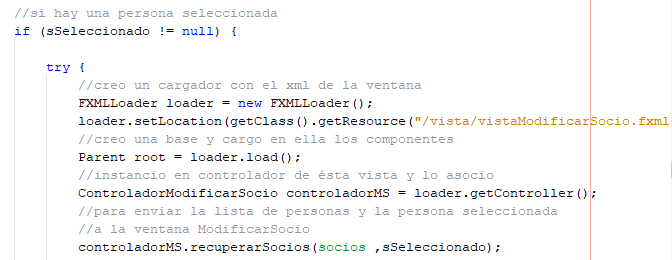 //si hay una persona seleccionada
if (sSeleccionado != null) {
try {
//creo un cargador con el xml de la ventana
FXMLLoader loader = new FXMLLoader();
loader.setLocation(getClass().getResource("/vista/vistaModificarSocio.fxml
//creo una base y cargo en ella los componentes
Parent root = loader.load();
//instancio en controlador de ésta vista y lo asocio
ControladorModificarSocio controladorMS = loader.getController();
//para enviar la lista de personas y la persona seleccionada
//a la ventana ModificarSocio
controladorMS.recuperarSocios(socios ,sSeleccionado);